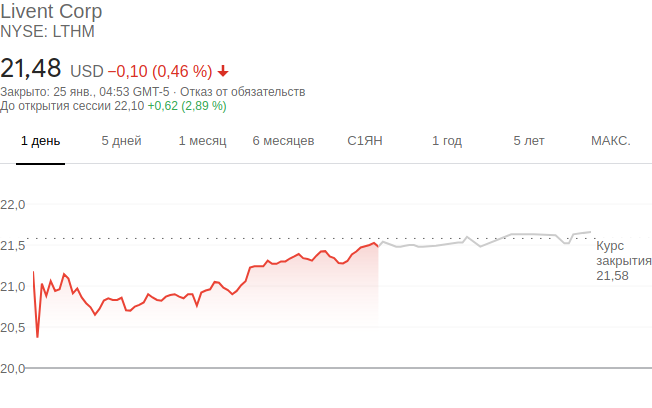 Livent Corp
NYSE: LTHM
21,48 USD −0,10 (0,46 %)
Закрыто: 25 янв., 04:53 GMT-5 · Отказ от обязательств
До открытия сессии 22,10 +0,62 (2,89 %)
1 день 5 дней 1 месяц 6 месяцев С1ЯН 1 год 5 лет МАКС.
22,0
21,5
Курс
закрытия
21,58
21,0
20,5
20,0